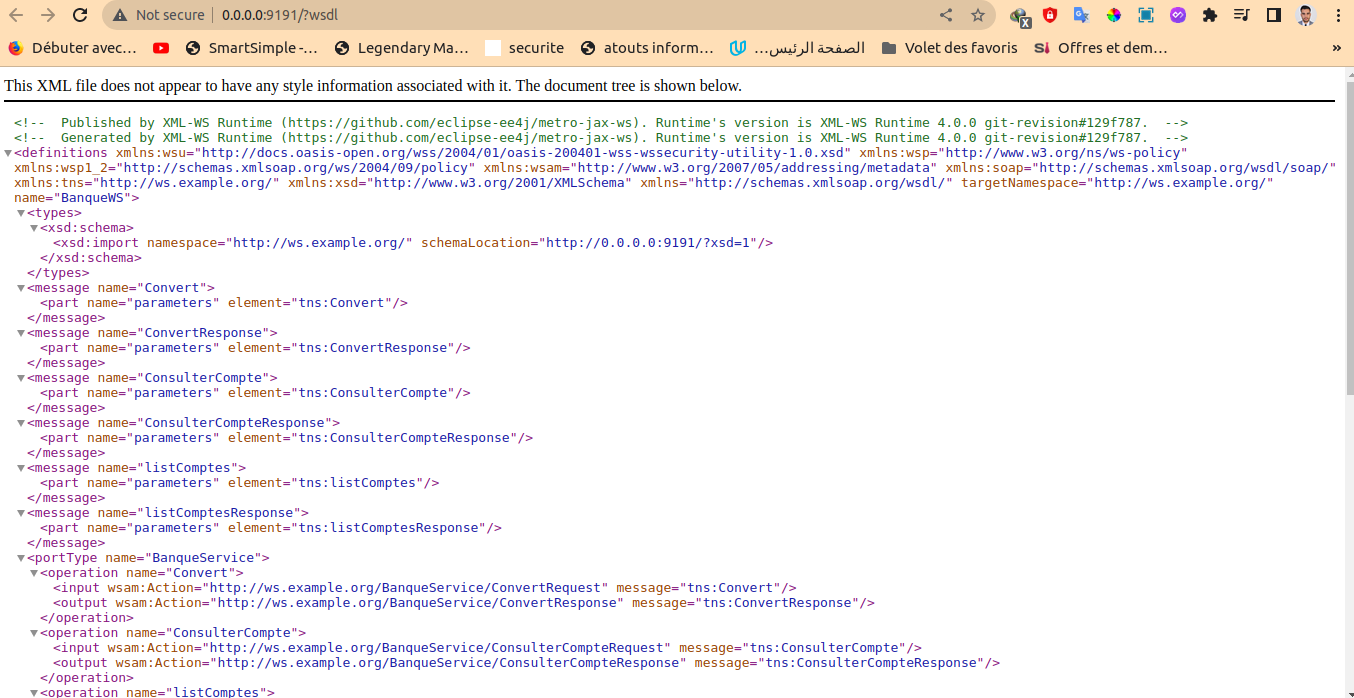 Not secure | 0.0.0.0:9191/?wsdl
Débuter avec… SmartSimple -… Legendary Ma… securite atouts inform… الصفحة الرئيس… Volet des favoris Offres et dem… »
This XML file does not appear to have any style information associated with it. The document tree is shown below.
<!-- Published by XML-WS Runtime (https://github.com/eclipse-ee4j/metro-jax-ws). Runtime's version is XML-WS Runtime 4.0.0 git-revision#129f787. -->
<!-- Generated by XML-WS Runtime (https://github.com/eclipse-ee4j/metro-jax-ws). Runtime's version is XML-WS Runtime 4.0.0 git-revision#129f787. -->
<definitions xmlns:wsu="http://docs.oasis-open.org/wss/2004/01/oasis-200401-wss-wssecurity-utility-1.0.xsd" xmlns:wsp="http://www.w3.org/ns/ws-policy"
xmlns:wsp1_2="http://schemas.xmlsoap.org/ws/2004/09/policy" xmlns:wsam="http://www.w3.org/2007/05/addressing/metadata" xmlns:soap="http://schemas.xmlsoap.org/wsdl/soap/"
xmlns:tns="http://ws.example.org/" xmlns:xsd="http://www.w3.org/2001/XMLSchema" xmlns="http://schemas.xmlsoap.org/wsdl/" targetNamespace="http://ws.example.org/"
name="BanqueWS">
<types>
<xsd:schema>
<xsd:import namespace="http://ws.example.org/" schemaLocation="http://0.0.0.0:9191/?xsd=1"/>
</xsd:schema>
</types>
<message name="Convert">
<part name="parameters" element="tns:Convert"/>
</message>
<message name="ConvertResponse">
<part name="parameters" element="tns:ConvertResponse"/>
</message>
<message name="ConsulterCompte">
<part name="parameters" element="tns:ConsulterCompte"/>
</message>
<message name="ConsulterCompteResponse">
<part name="parameters" element="tns:ConsulterCompteResponse"/>
</message>
<message name="listComptes">
<part name="parameters" element="tns:listComptes"/>
</message>
<message name="listComptesResponse">
<part name="parameters" element="tns:listComptesResponse"/>
</message>
<portType name="BanqueService">
<operation name="Convert">
<input wsam:Action="http://ws.example.org/BanqueService/ConvertRequest" message="tns:Convert"/>
<output wsam:Action="http://ws.example.org/BanqueService/ConvertResponse" message="tns:ConvertResponse"/>
</operation>
<operation name="ConsulterCompte">
<input wsam:Action="http://ws.example.org/BanqueService/ConsulterCompteRequest" message="tns:ConsulterCompte"/>
<output wsam:Action="http://ws.example.org/BanqueService/ConsulterCompteResponse" message="tns:ConsulterCompteResponse"/>
</operation>
<operation name="listComptes">